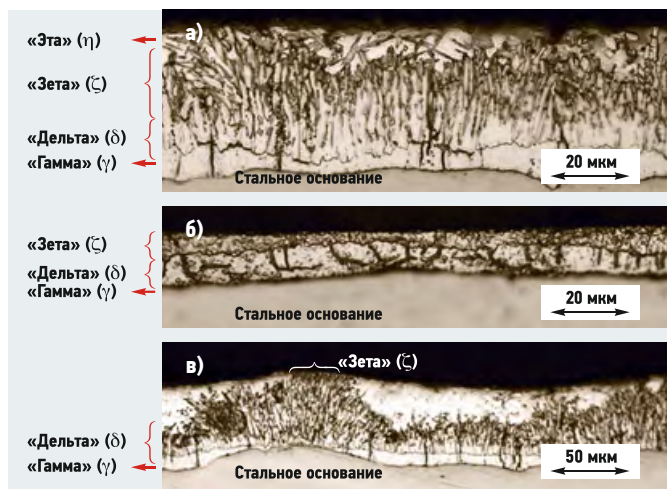 а)
«Эта» (η)
«Зета» (ζ)
«Дельта» (δ)
«Гамма» (γ)
Стальное основание
20 мкм
б)
«Зета» (ζ)
«Дельта» (δ)
«Гамма» (γ)
Стальное основание
20 мкм
в)
«Зета» (ζ)
«Дельта» (δ)
«Гамма» (γ)
Стальное основание
50 мкм